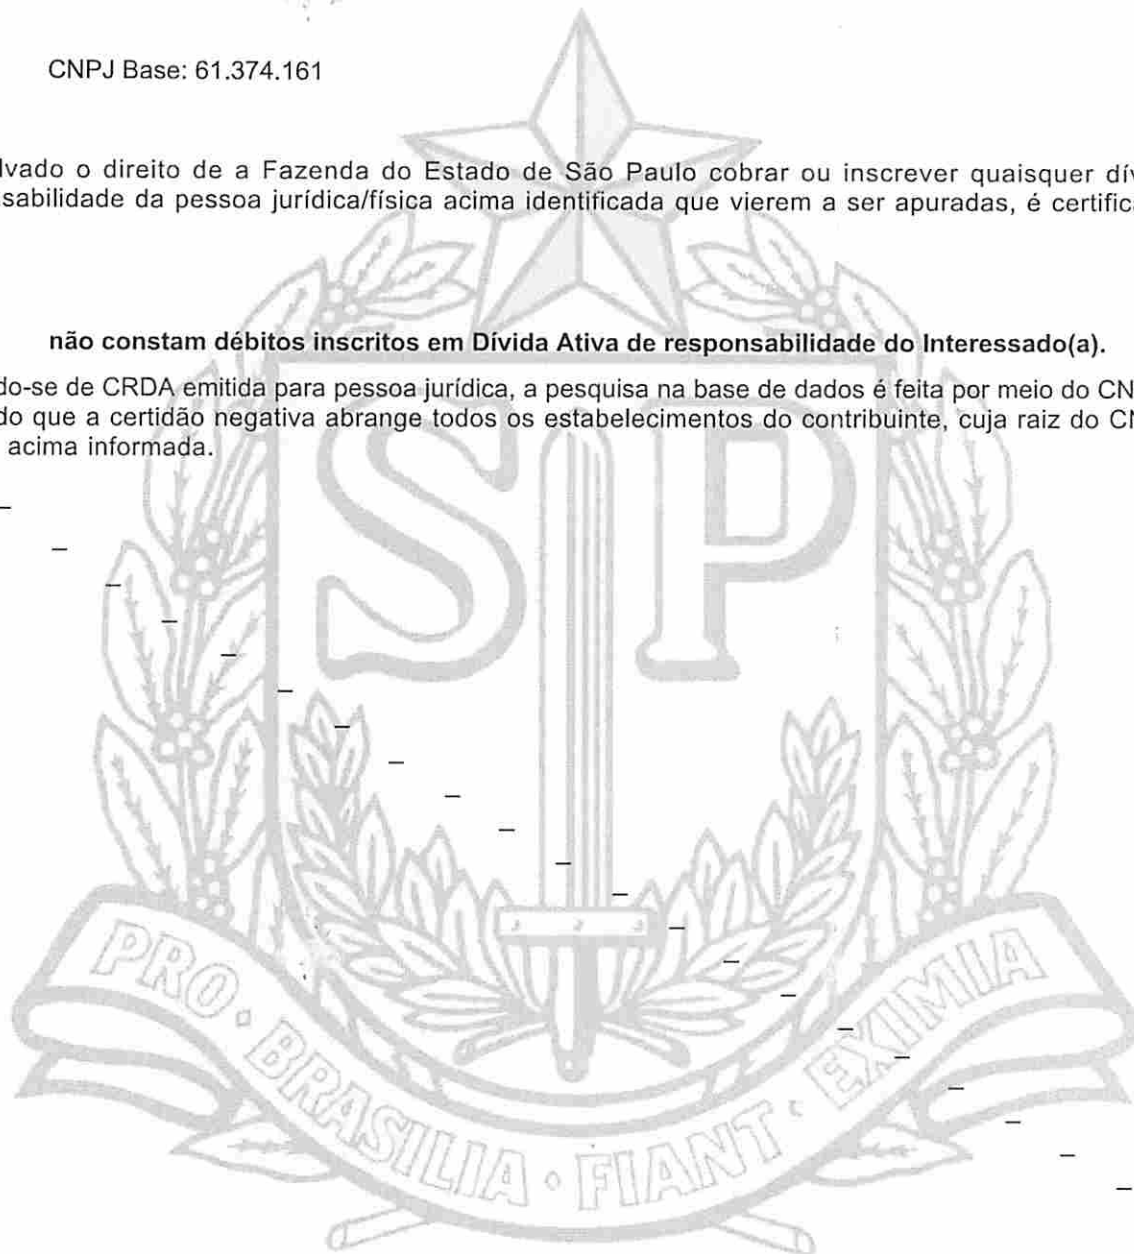 CNPJ Base: 61.374.161
lvado o direito de a Fazenda do Estado de São Paulo cobrar ou inscrever quaisquer dív
sabilidade da pessoa jurídica/física acima identificada que vierem a ser apuradas, é certific
não constam débitos inscritos em Dívida Ativa de responsabilidade do Interessado(a).
do-se de CRDA emitida para pessoa jurídica, a pesquisa na base de dados é feita por meio do CN
do que a certidão negativa abrange todos os estabelecimentos do contribuinte, cuja raiz do CN
acima informada.
SP
PRO · BRASILIA · FIANT · EXIMIA